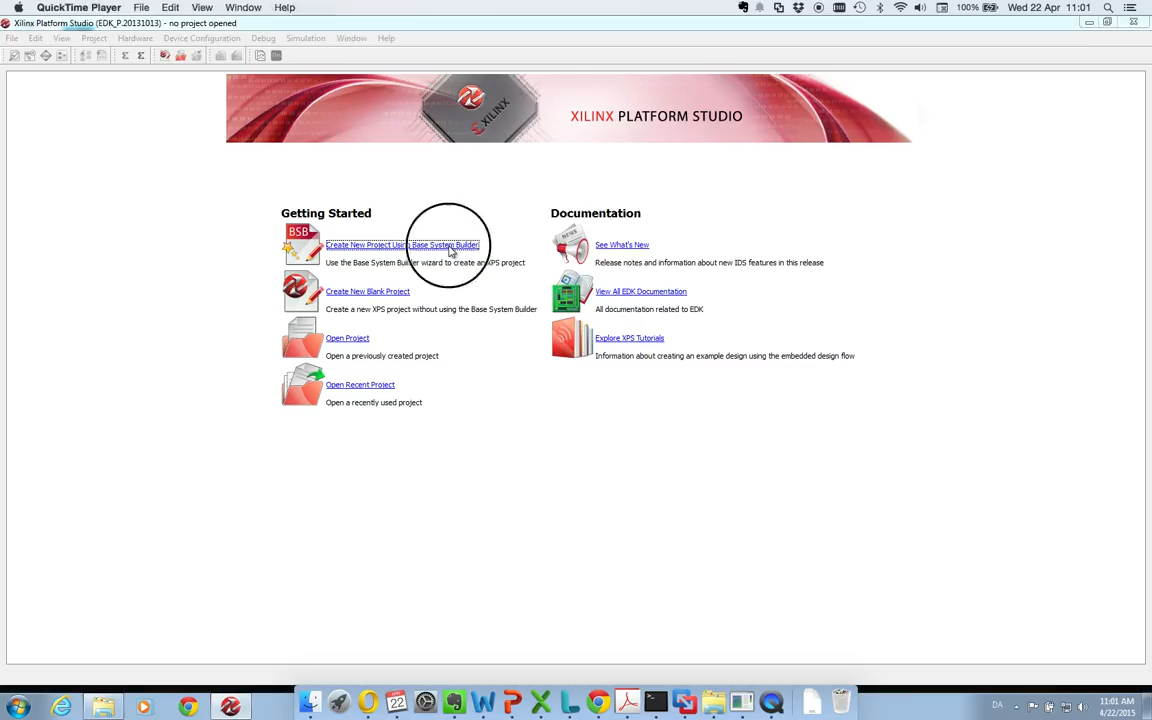 QuickTime Player File Edit View Window Help 100% Wed 22 Apr 11:01
Xilinx Platform Studio (EDK_P.20131013) - no project opened
File Edit View Project Hardware Device Configuration Debug Simulation Window Help
XILINX
XILINX PLATFORM STUDIO
Getting Started
BSB
Create New Project Using Base System Builder
Use the Base System Builder wizard to create an XPS project
Create New Blank Project
Create a new XPS project without using the Base System Builder
Open Project
Open a previously created project
Open Recent Project
Open a recently used project
Documentation
NEWS
See What's New
Release notes and information about new IDS features in this release
View All EDK Documentation
All documentation related to EDK
Explore XPS Tutorials
Information about creating an example design using the embedded design flow
22
DA
11:01 AM
4/22/2015